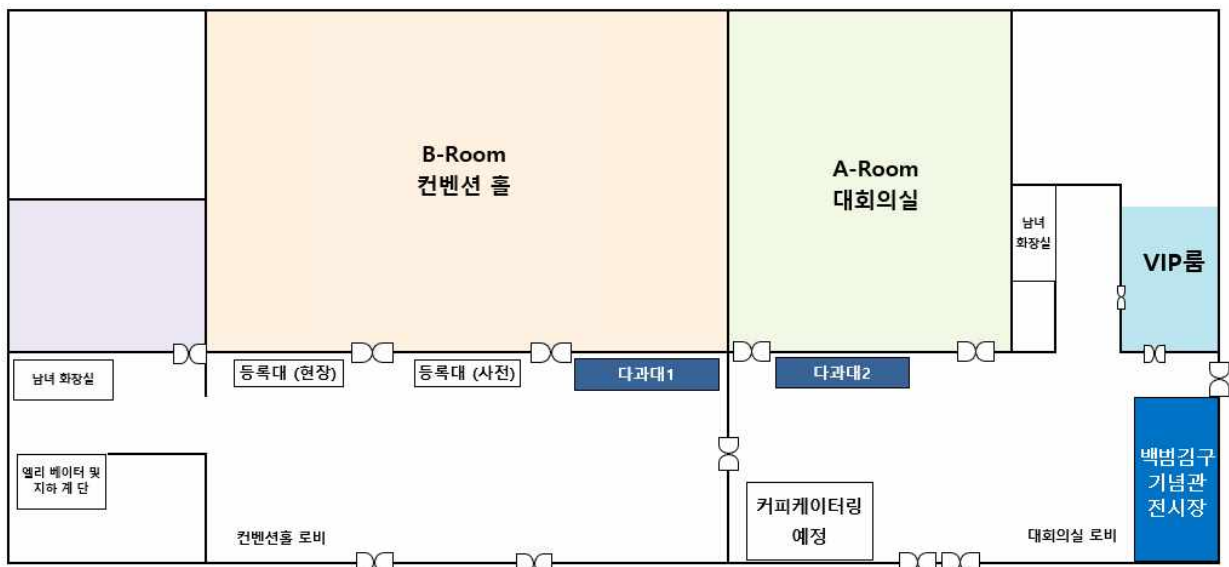 B-Room
컨벤션 홀
A-Room
대회의실
남녀
화장실
VIP룸
남녀 화장실
등록대 (현장)
등록대 (사전)
다과대1
다과대2
엘리 베이터 및
지하 계 단
백범김구
기념관
전시장
커피케이터링
예정
컨벤션홀 로비
대회의실 로비